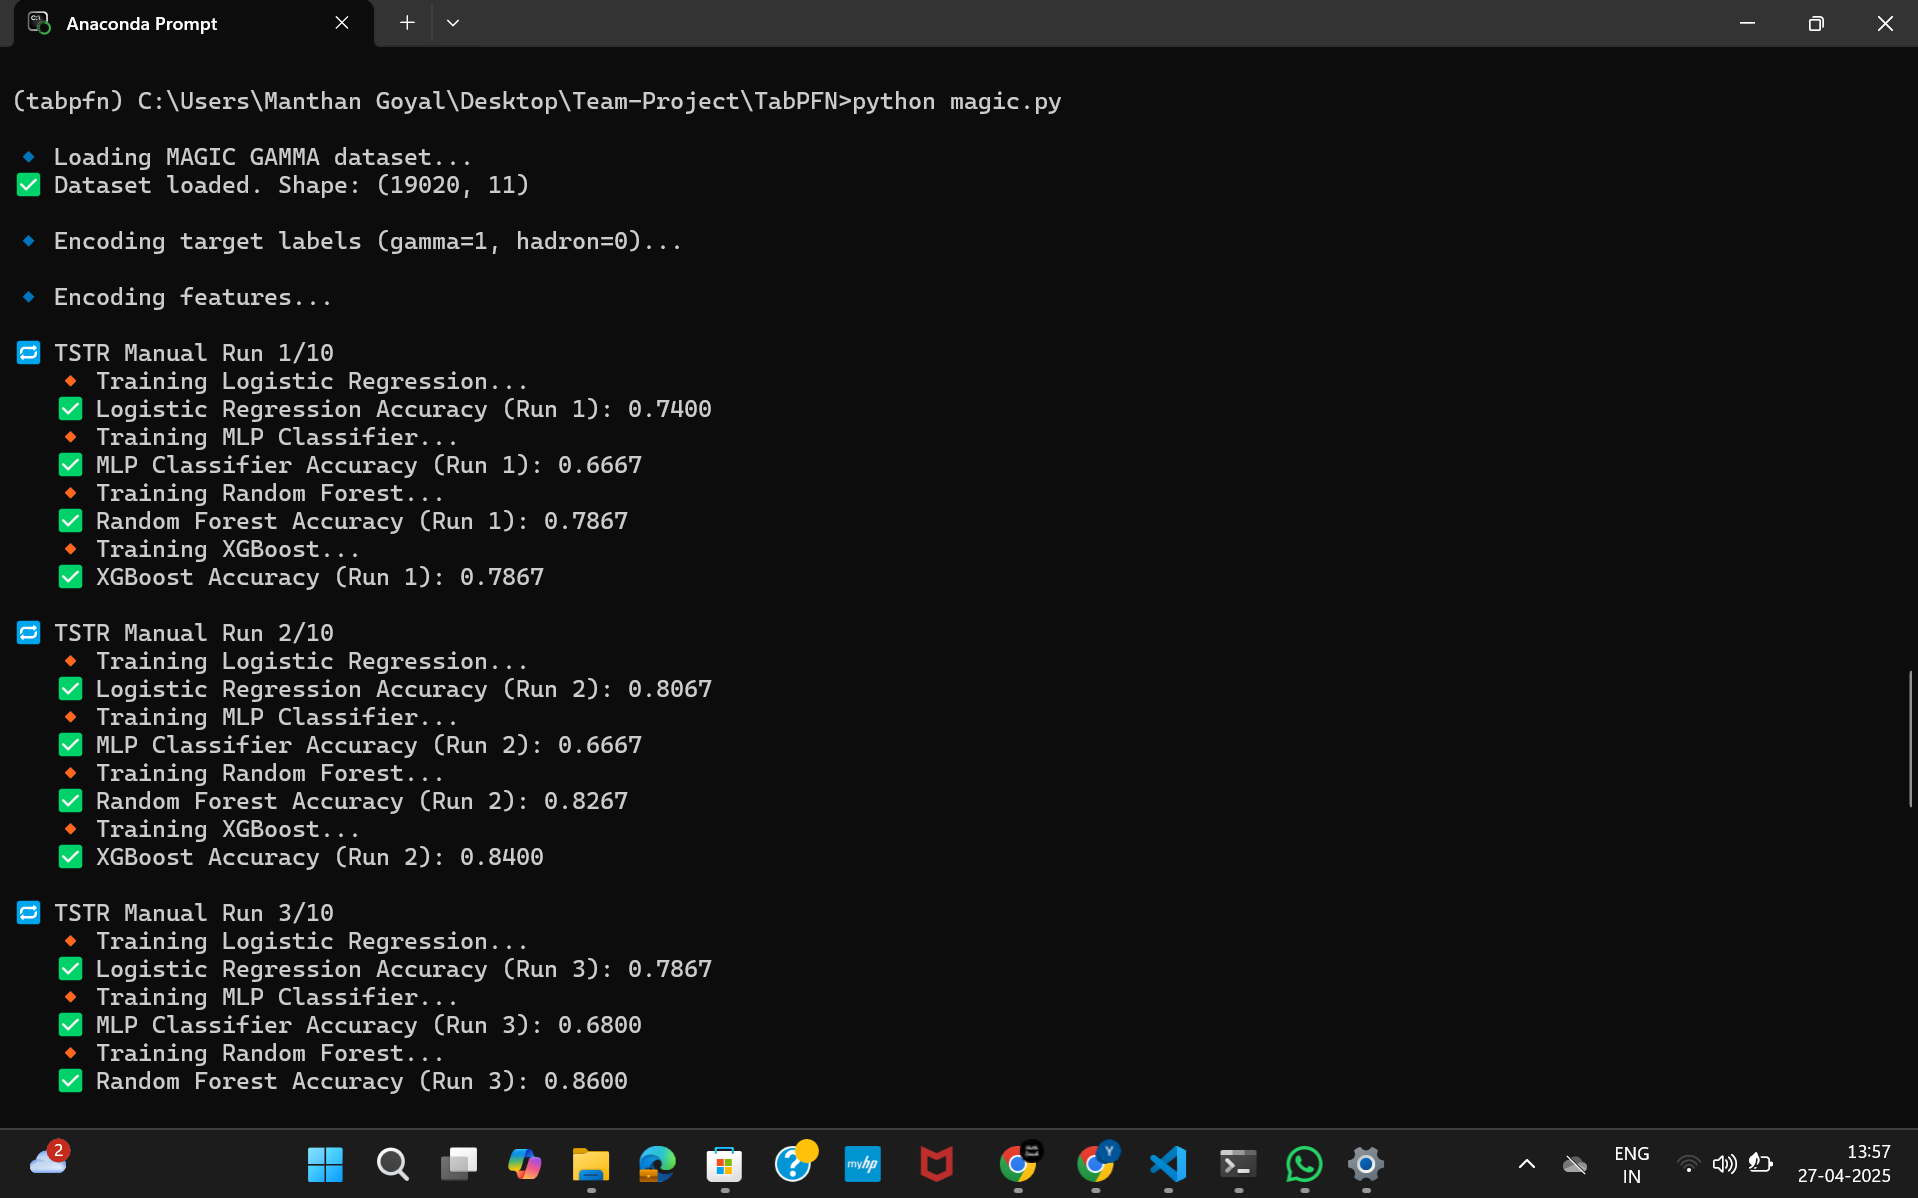 Anaconda Prompt
(tabpfn) C:\Users\Manthan Goyal\Desktop\Team-Project\TabPFN>python magic.py
Loading MAGIC GAMMA dataset...
Dataset loaded. Shape: (19020, 11)
Encoding target labels (gamma=1, hadron=0)...
Encoding features...
TSTR Manual Run 1/10
Training Logistic Regression...
Logistic Regression Accuracy (Run 1): 0.7400
Training MLP Classifier...
MLP Classifier Accuracy (Run 1): 0.6667
Training Random Forest...
Random Forest Accuracy (Run 1): 0.7867
Training XGBoost...
XGBoost Accuracy (Run 1): 0.7867
TSTR Manual Run 2/10
Training Logistic Regression...
Logistic Regression Accuracy (Run 2): 0.8067
Training MLP Classifier...
MLP Classifier Accuracy (Run 2): 0.6667
Training Random Forest...
Random Forest Accuracy (Run 2): 0.8267
Training XGBoost...
XGBoost Accuracy (Run 2): 0.8400
TSTR Manual Run 3/10
Training Logistic Regression...
Logistic Regression Accuracy (Run 3): 0.7867
Training MLP Classifier...
MLP Classifier Accuracy (Run 3): 0.6800
Training Random Forest...
Random Forest Accuracy (Run 3): 0.8600
2
myhp
Y
ENG
IN
13:57
27-04-2025